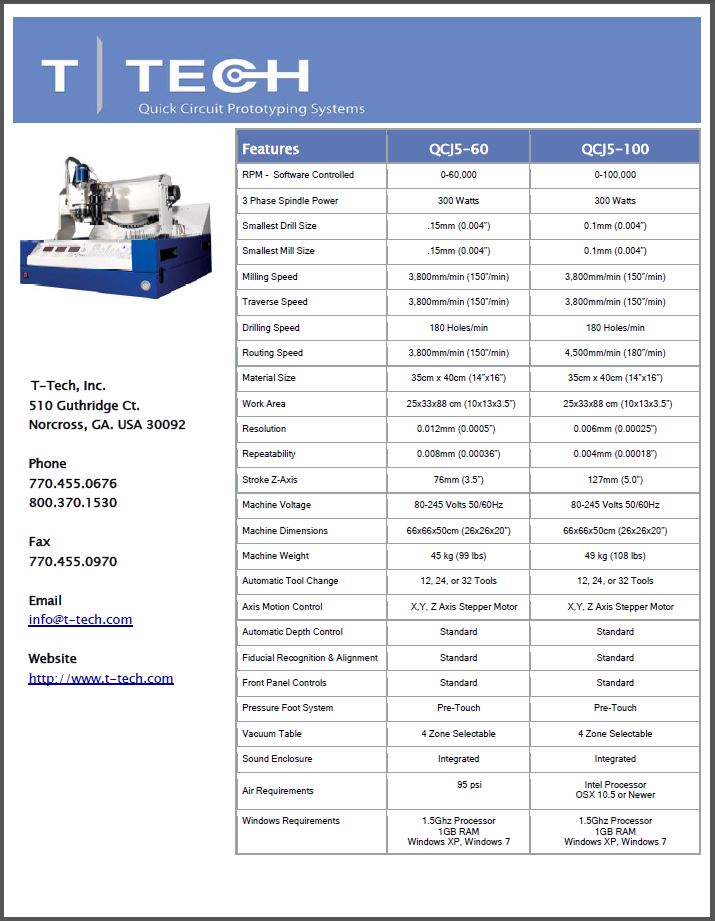 T | TECH
Quick Circuit Prototyping Systems
T-Tech, Inc.
510 Guthridge Ct.
Norcross, GA. USA 30092
Phone
770.455.0676
800.370.1530
Fax
770.455.0970
Email
info@t-tech.com
Website
http://www.t-tech.com
Features QCJ5-60 QCJ5-100
RPM - Software Controlled 0-60,000 0-100,000
3 Phase Spindle Power 300 Watts 300 Watts
Smallest Drill Size .15mm (0.004") 0.1mm (0.004")
Smallest Mill Size .15mm (0.004") 0.1mm (0.004")
Milling Speed 3,800mm/min (150"/min) 3,800mm/min (150"/min)
Traverse Speed 3,800mm/min (150"/min) 3,800mm/min (150"/min)
Drilling Speed 180 Holes/min 180 Holes/min
Routing Speed 3,800mm/min (150"/min) 4,500mm/min (180"/min)
Material Size 35cm x 40cm (14"x16") 35cm x 40cm (14"x16")
Work Area 25x33x88 cm (10x13x3.5") 25x33x88 cm (10x13x3.5")
Resolution 0.012mm (0.0005") 0.006mm (0.00025")
Repeatability 0.008mm (0.00036") 0.004mm (0.00018")
Stroke Z-Axis 76mm (3.5") 127mm (5.0")
Machine Voltage 80-245 Volts 50/60Hz 80-245 Volts 50/60Hz
Machine Dimensions 66x66x50cm (26x26x20") 66x66x50cm (26x26x20")
Machine Weight 45 kg (99 lbs) 49 kg (108 lbs)
Automatic Tool Change 12, 24, or 32 Tools 12, 24, or 32 Tools
Axis Motion Control X,Y, Z Axis Stepper Motor X,Y, Z Axis Stepper Motor
Automatic Depth Control Standard Standard
Fiducial Recognition & Alignment Standard Standard
Front Panel Controls Standard Standard
Pressure Foot System Pre-Touch Pre-Touch
Vacuum Table 4 Zone Selectable 4 Zone Selectable
Sound Enclosure Integrated Integrated
Air Requirements 95 psi Intel Processor
OSX 10.5 or Newer
Windows Requirements 1.5Ghz Processor 1.5Ghz Processor
1GB RAM 1GB RAM
Windows XP, Windows 7 Windows XP, Windows 7